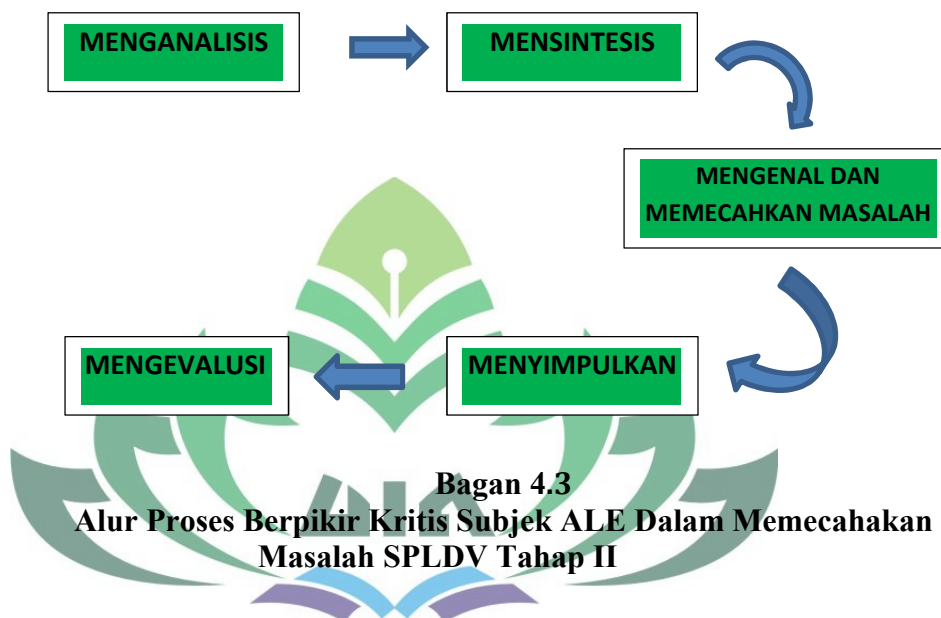 MENGANALISIS
MENSINTESIS
MENGENAL DAN
MEMECAHKAN MASALAH
MENYIMPULKAN
MENGEVALUSI
Bagan 4.3
Alur Proses Berpikir Kritis Subjek ALE Dalam Memecahakan
Masalah SPLDV Tahap II